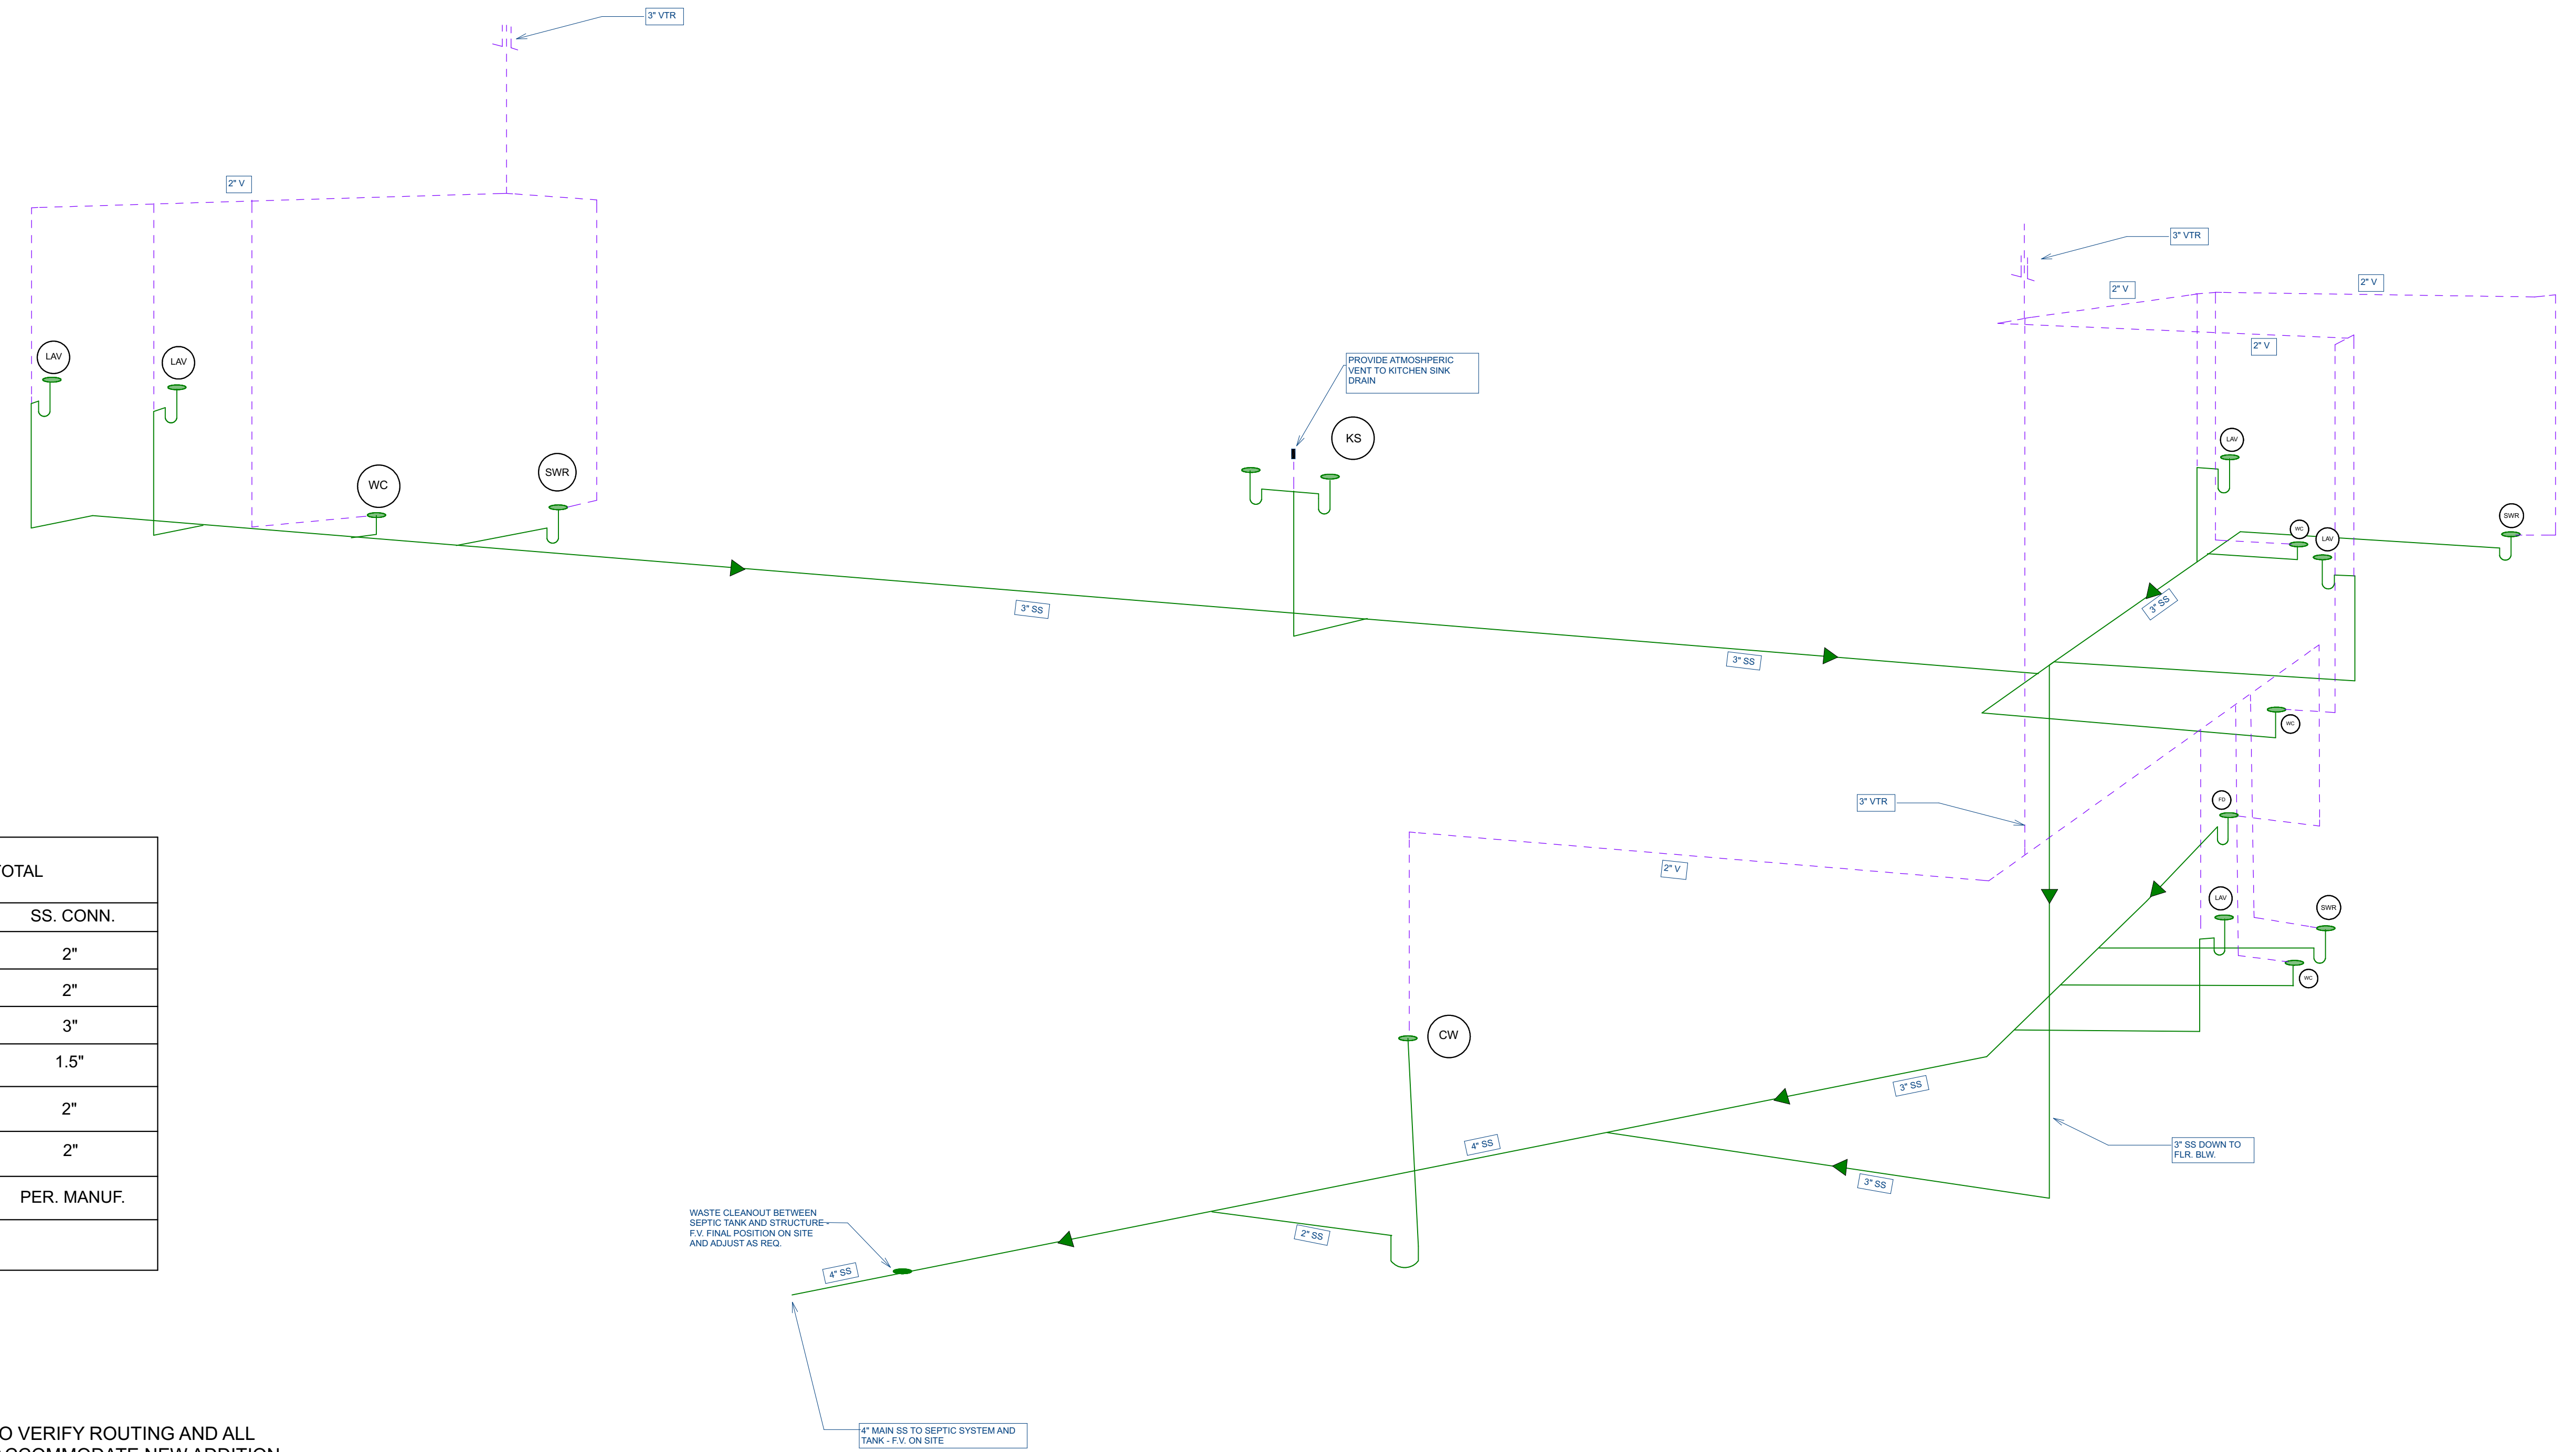 3" VTR
2" V
3" VTR
2" V
2" V
2" V
LAV
LAV
PROVIDE ATMOSHPERIC
VENT TO KITCHEN SINK
DRAIN
KS
LAV
WC
SWR
SWR
WC
LAV
3" SS
3" SS
3" SS
WC
3" VTR
FD
2" V
LAV
SWR
WC
CW
3" SS
4" SS
3" SS DOWN TO
FLR. BLW.
3" SS
WASTE CLEANOUT BETWEEN
SEPTIC TANK AND STRUCTURE -
F.V. FINAL POSITION ON SITE
AND ADJUST AS REQ.
2" SS
4" SS
4" MAIN SS TO SEPTIC SYSTEM AND
TANK - F.V. ON SITE
TOTAL
SS. CONN.
2"
2"
3"
1.5"
2"
2"
PER. MANUF.
TO VERIFY ROUTING AND ALL
ACCOMMODATE NEW ADDITION